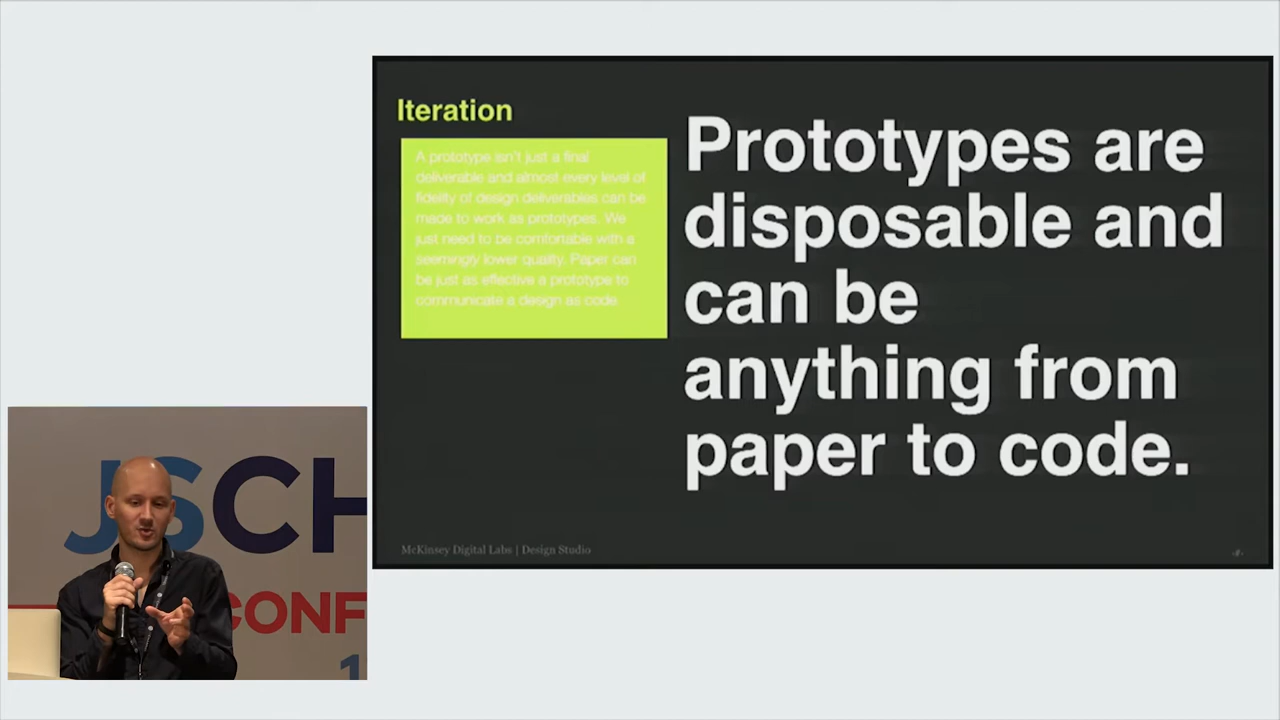 Iteration
A prototype isn't just a final
deliverable and almost every level of
fidelity of design deliverables can be
made to work as prototypes. We
just need to be comfortable with a
seemingly lower quality. Paper can
be just as effective a prototype to
communicate a design as code
Prototypes are
disposable and
can be
anything from
paper to code.
McKinsey Digital Labs | Design Studio
JSCH
CONF
1